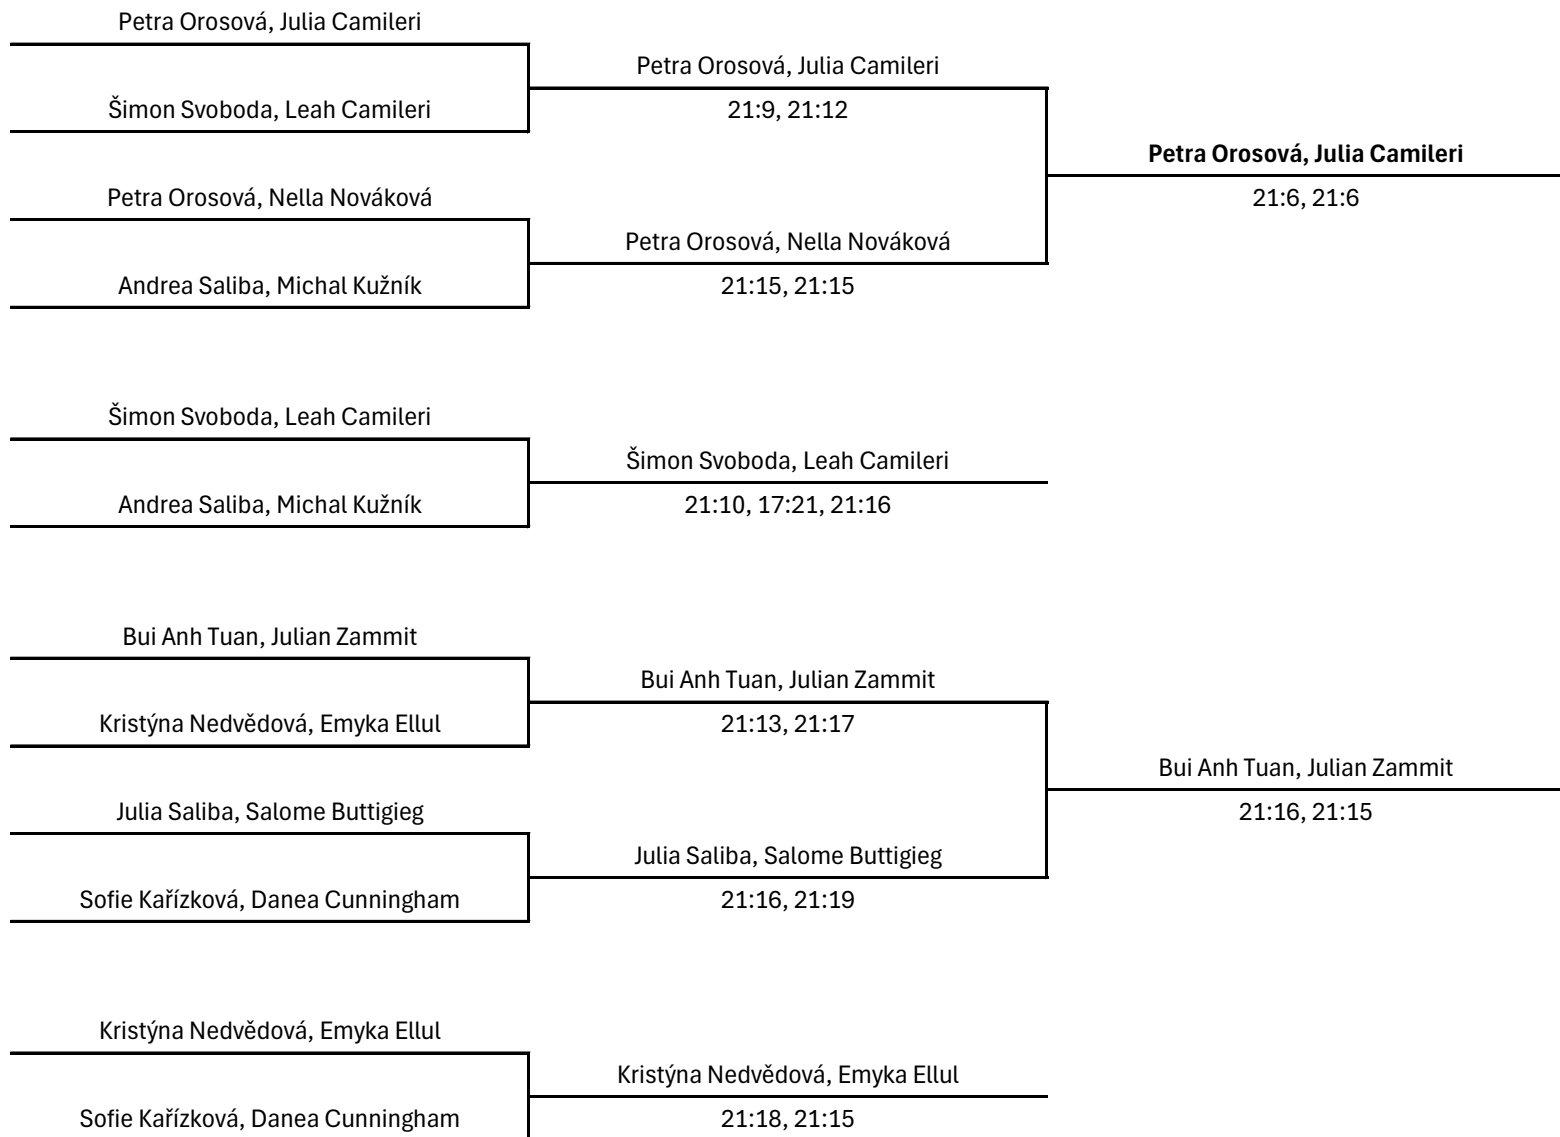 Petra Orosová, Julia Camileri
Petra Orosová, Julia Camileri
Šimon Svoboda, Leah Camileri
21:9, 21:12
Petra Orosová, Julia Camileri
Petra Orosová, Nella Nováková
21:6, 21:6
Petra Orosová, Nella Nováková
Andrea Saliba, Michal Kužník
21:15, 21:15
Šimon Svoboda, Leah Camileri
Šimon Svoboda, Leah Camileri
Andrea Saliba, Michal Kužník
21:10, 17:21, 21:16
Bui Anh Tuan, Julian Zammit
Bui Anh Tuan, Julian Zammit
Kristýna Nedvědová, Emyka Ellul
21:13, 21:17
Bui Anh Tuan, Julian Zammit
Julia Saliba, Salome Buttigieg
21:16, 21:15
Julia Saliba, Salome Buttigieg
Sofie Kařízková, Danea Cunningham
21:16, 21:19
Kristýna Nedvědová, Emyka Ellul
Kristýna Nedvědová, Emyka Ellul
Sofie Kařízková, Danea Cunningham
21:18, 21:15